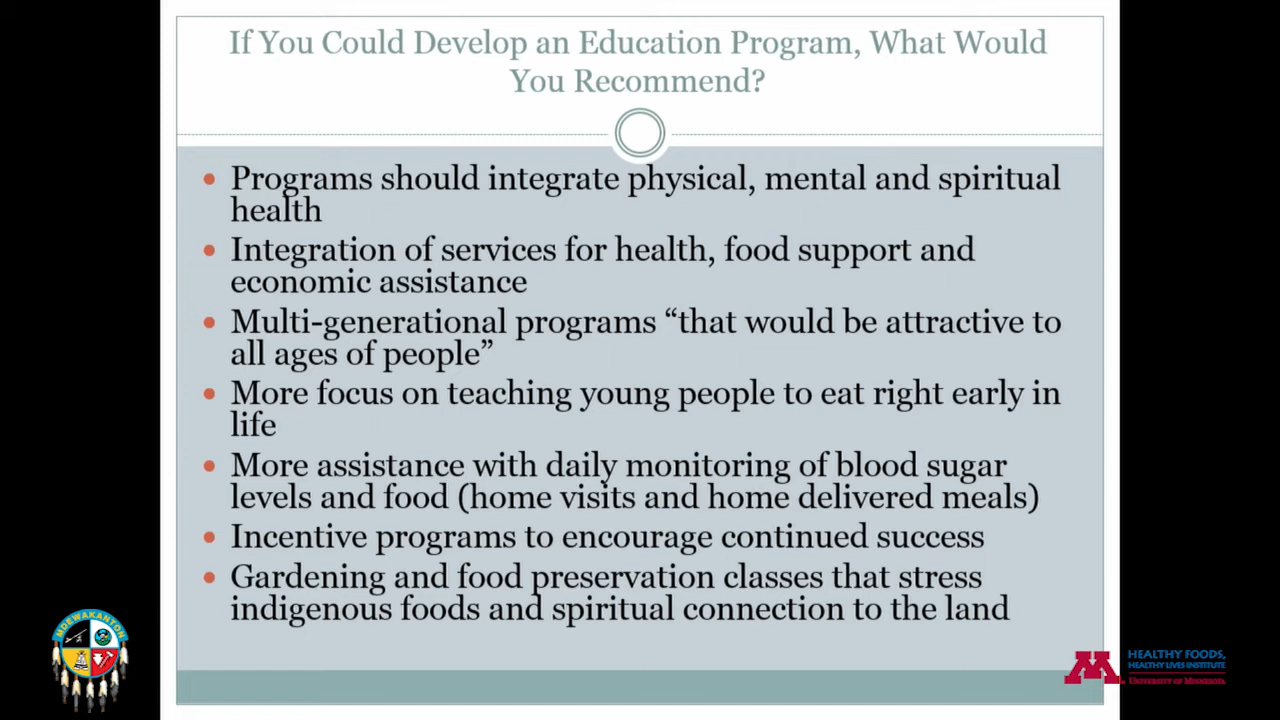 If You Could Develop an Education Program, What Would
You Recommend?
Programs should integrate physical, mental and spiritual
health
Integration of services for health, food support and
economic assistance
Multi-generational programs “that would be attractive to
all ages of people”
More focus on teaching young people to eat right early in
life
More assistance with daily monitoring of blood sugar
levels and food (home visits and home delivered meals)
Incentive programs to encourage continued success
Gardening and food preservation classes that stress
indigenous foods and spiritual connection to the land
MDEWAKANTON
M
HEALTHY FOODS,
HEALTHY LIVES INSTITUTE
UNIVERSITY OF MINNESOTA